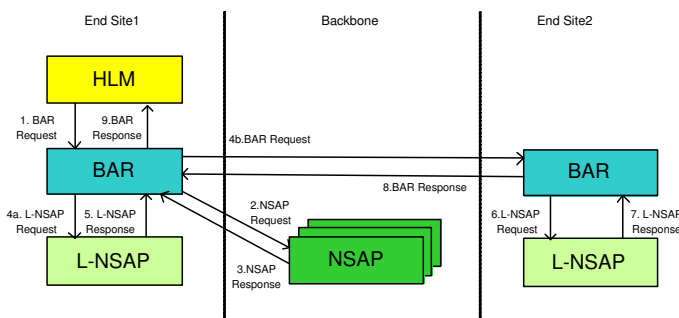 End Site1
Backbone
End Site2
HLM
1. BAR
Request
9.BAR
Response
4b.BAR Request
BAR
BAR
8.BAR Response
4a. L-NSAP
Request
5. L-NSAP
Response
2.NSAP
Request
6.L-NSAP
Request
7. L-NSAP
Response
L-NSAP
3.NSAP
Response
NSAP
L-NSAP